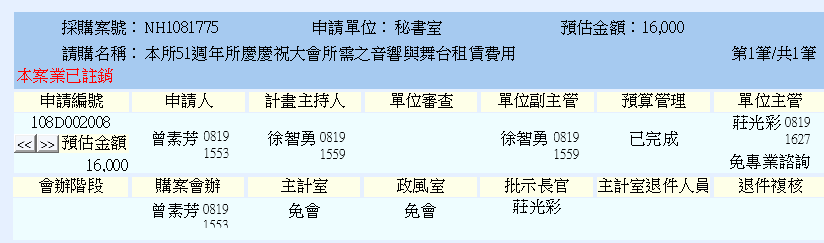 採購案號：NH1081775 申請單位：秘書室 預估金額：16,000
請購名稱：本所51週年所慶慶祝大會所需之音響與舞台租賃費用 第1筆/共1筆
本案業已註銷
申請編號 申請人 計畫主持人 單位審查 單位副主管 預算管理 單位主管
108D002008
<< >> 預估金額
16,000
曾素芳 0819
1553
徐智勇 0819
1559
徐智勇 0819
1559
已完成
莊光彩 0819
1627
免專業諮詢
會辦階段 購案會辦 主計室 政風室 批示長官 主計室退件人員 退件複核
曾素芳 0819
1553
免會
免會
莊光彩